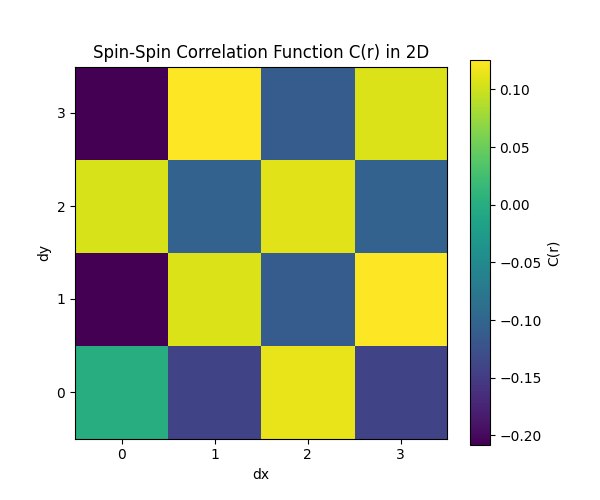 Spin-Spin Correlation Function C(r) in 2D
3
2
1
0
dy
0 1 2 3
dx
0.10
0.05
0.00
−0.05
−0.10
−0.15
−0.20
C(r)